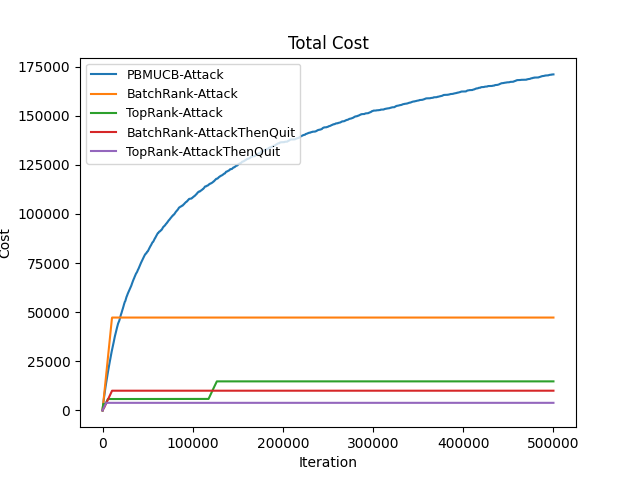 Total Cost
175000
150000
125000
100000
75000
50000
25000
0
Cost
PBMUCB-Attack
BatchRank-Attack
TopRank-Attack
BatchRank-AttackThenQuit
TopRank-AttackThenQuit
0 100000 200000 300000 400000 500000
Iteration